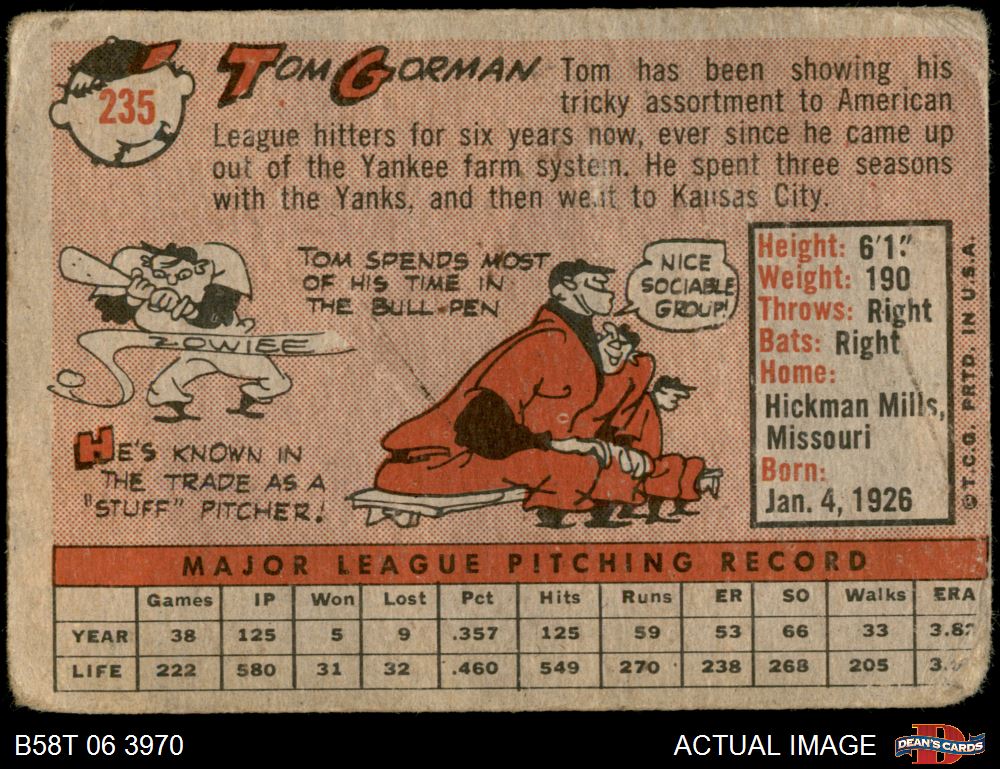 235
TOM GORMAN
Tom has been showing his
tricky assortment to American
League hitters for six years now, ever since he came up
out of the Yankee farm system. He spent three seasons
with the Yanks, and then went to Kansas City.
TOM SPENDS MOST
OF HIS TIME IN
THE BULL-PEN
NICE
SOCIABLE
GROUP!
ZOWIEE
HE'S KNOWN IN
THE TRADE AS A
"STUFF" PITCHER!
Height: 6'1"
Weight: 190
Throws: Right
Bats: Right
Home:
Hickman Mills,
Missouri
Born:
Jan. 4, 1926
© T.C.G. PRTD. IN U.S.A.
MAJOR LEAGUE PITCHING RECORD
Games IP Won Lost Pct Hits Runs ER SO Walks ERA
YEAR 38 125 5 9 .357 125 59 53 66 33
LIFE 222 580 31 32 .460 549 270 238 268 205
B58T 06 3970
ACTUAL IMAGE
D
DEAN'S CARDS